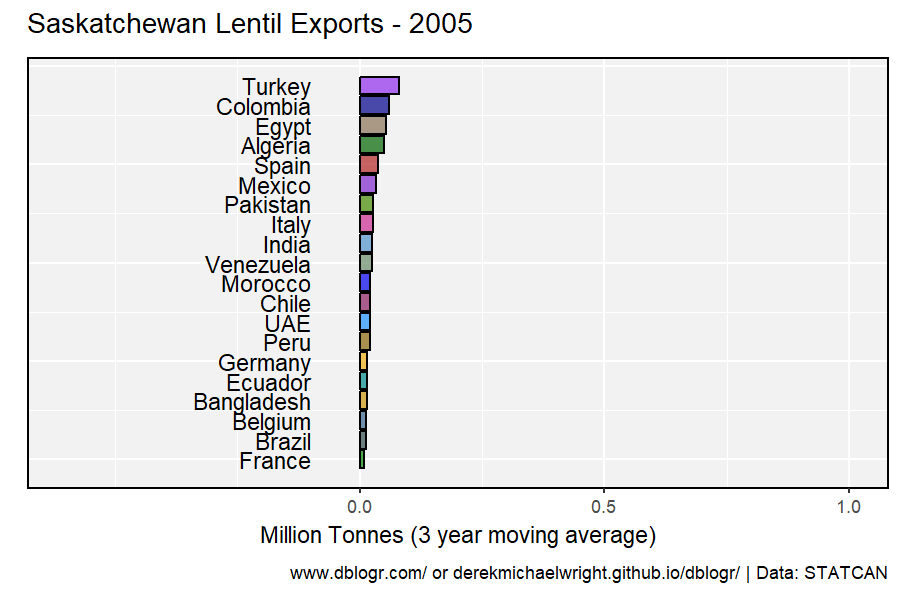 Saskatchewan Lentil Exports - 2005
Turkey
Colombia
Egypt
Algeria
Spain
Mexico
Pakistan
Italy
India
Venezuela
Morocco
Chile
UAE
Peru
Germany
Ecuador
Bangladesh
Belgium
Brazil
France
0.0 0.5 1.0
Million Tonnes (3 year moving average)
www.dblogr.com/ or derekmichaelwright.github.io/dblogr/ | Data: STATCAN